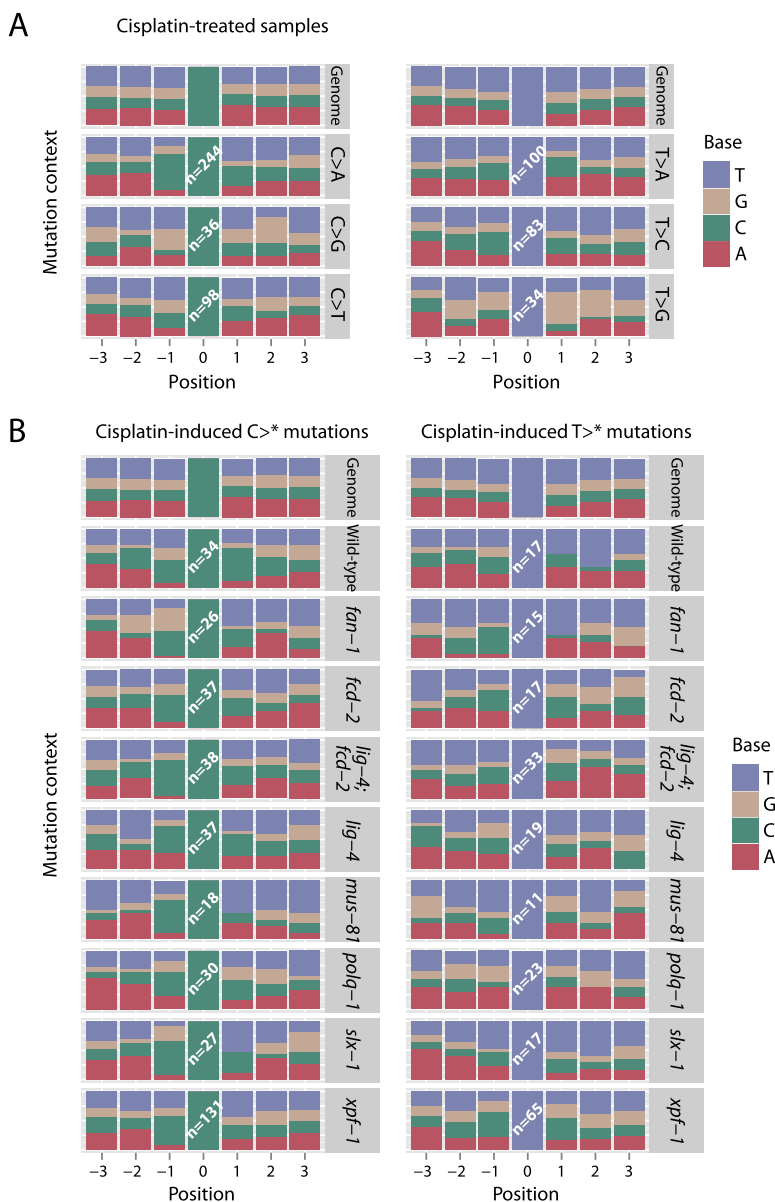 A
Cisplatin-treated samples
Mutation context
Genome
Genome
n=244
C>A
n=100
T>A
n=36
C>G
n=83
T>C
n=98
C>T
n=34
T>G
−3 −2 −1 0 1 2 3
−3 −2 −1 0 1 2 3
Position
Position
Base
T
G
C
A
B
Cisplatin-induced C>* mutations
Cisplatin-induced T>* mutations
Mutation context
Genome
Genome
n=34
Wild-type
n=17
Wild-type
n=26
fan−1
n=15
fan−1
n=37
fcd−2
n=17
fcd−2
n=38
lig−4;
fcd−2
n=33
lig−4;
fcd−2
n=37
lig−4
n=19
lig−4
n=18
mus−81
n=11
mus−81
n=30
polq−1
n=23
polq−1
n=27
slx−1
n=17
slx−1
n=131
xpf−1
n=65
xpf−1
−3 −2 −1 0 1 2 3
−3 −2 −1 0 1 2 3
Position
Position
Base
T
G
C
A